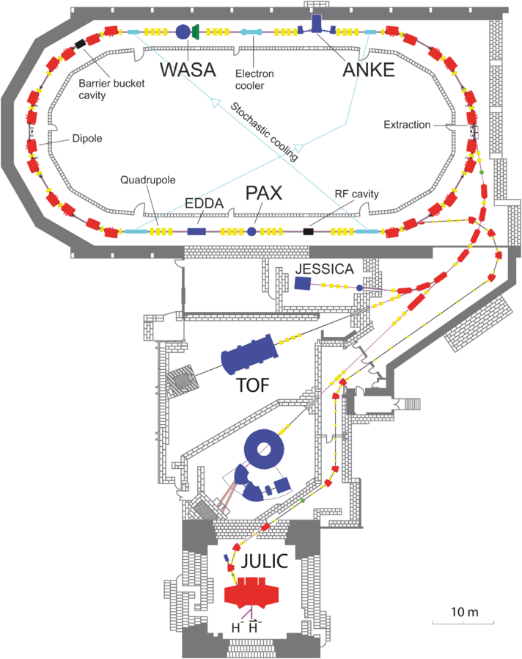 WASA
Electron
cooler
ANKE
Barrier bucket
cavity
Extraction
Stochastic cooling
Dipole
Quadrupole
EDDA
PAX
RF cavity
JESSICA
TOF
JULIC
H⁻ H⃗⁻
10 m